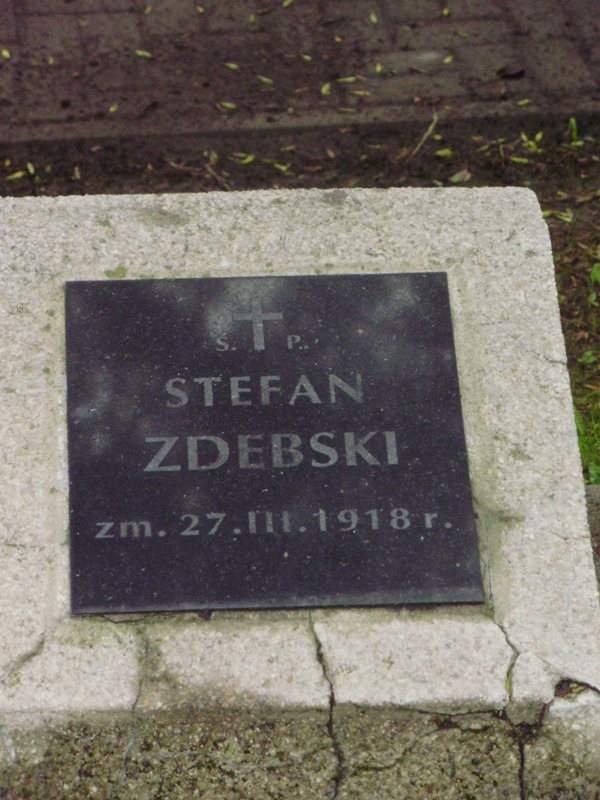 S. P.
STEFAN
ZDEBSKI
zm. 27.III.1918 r.